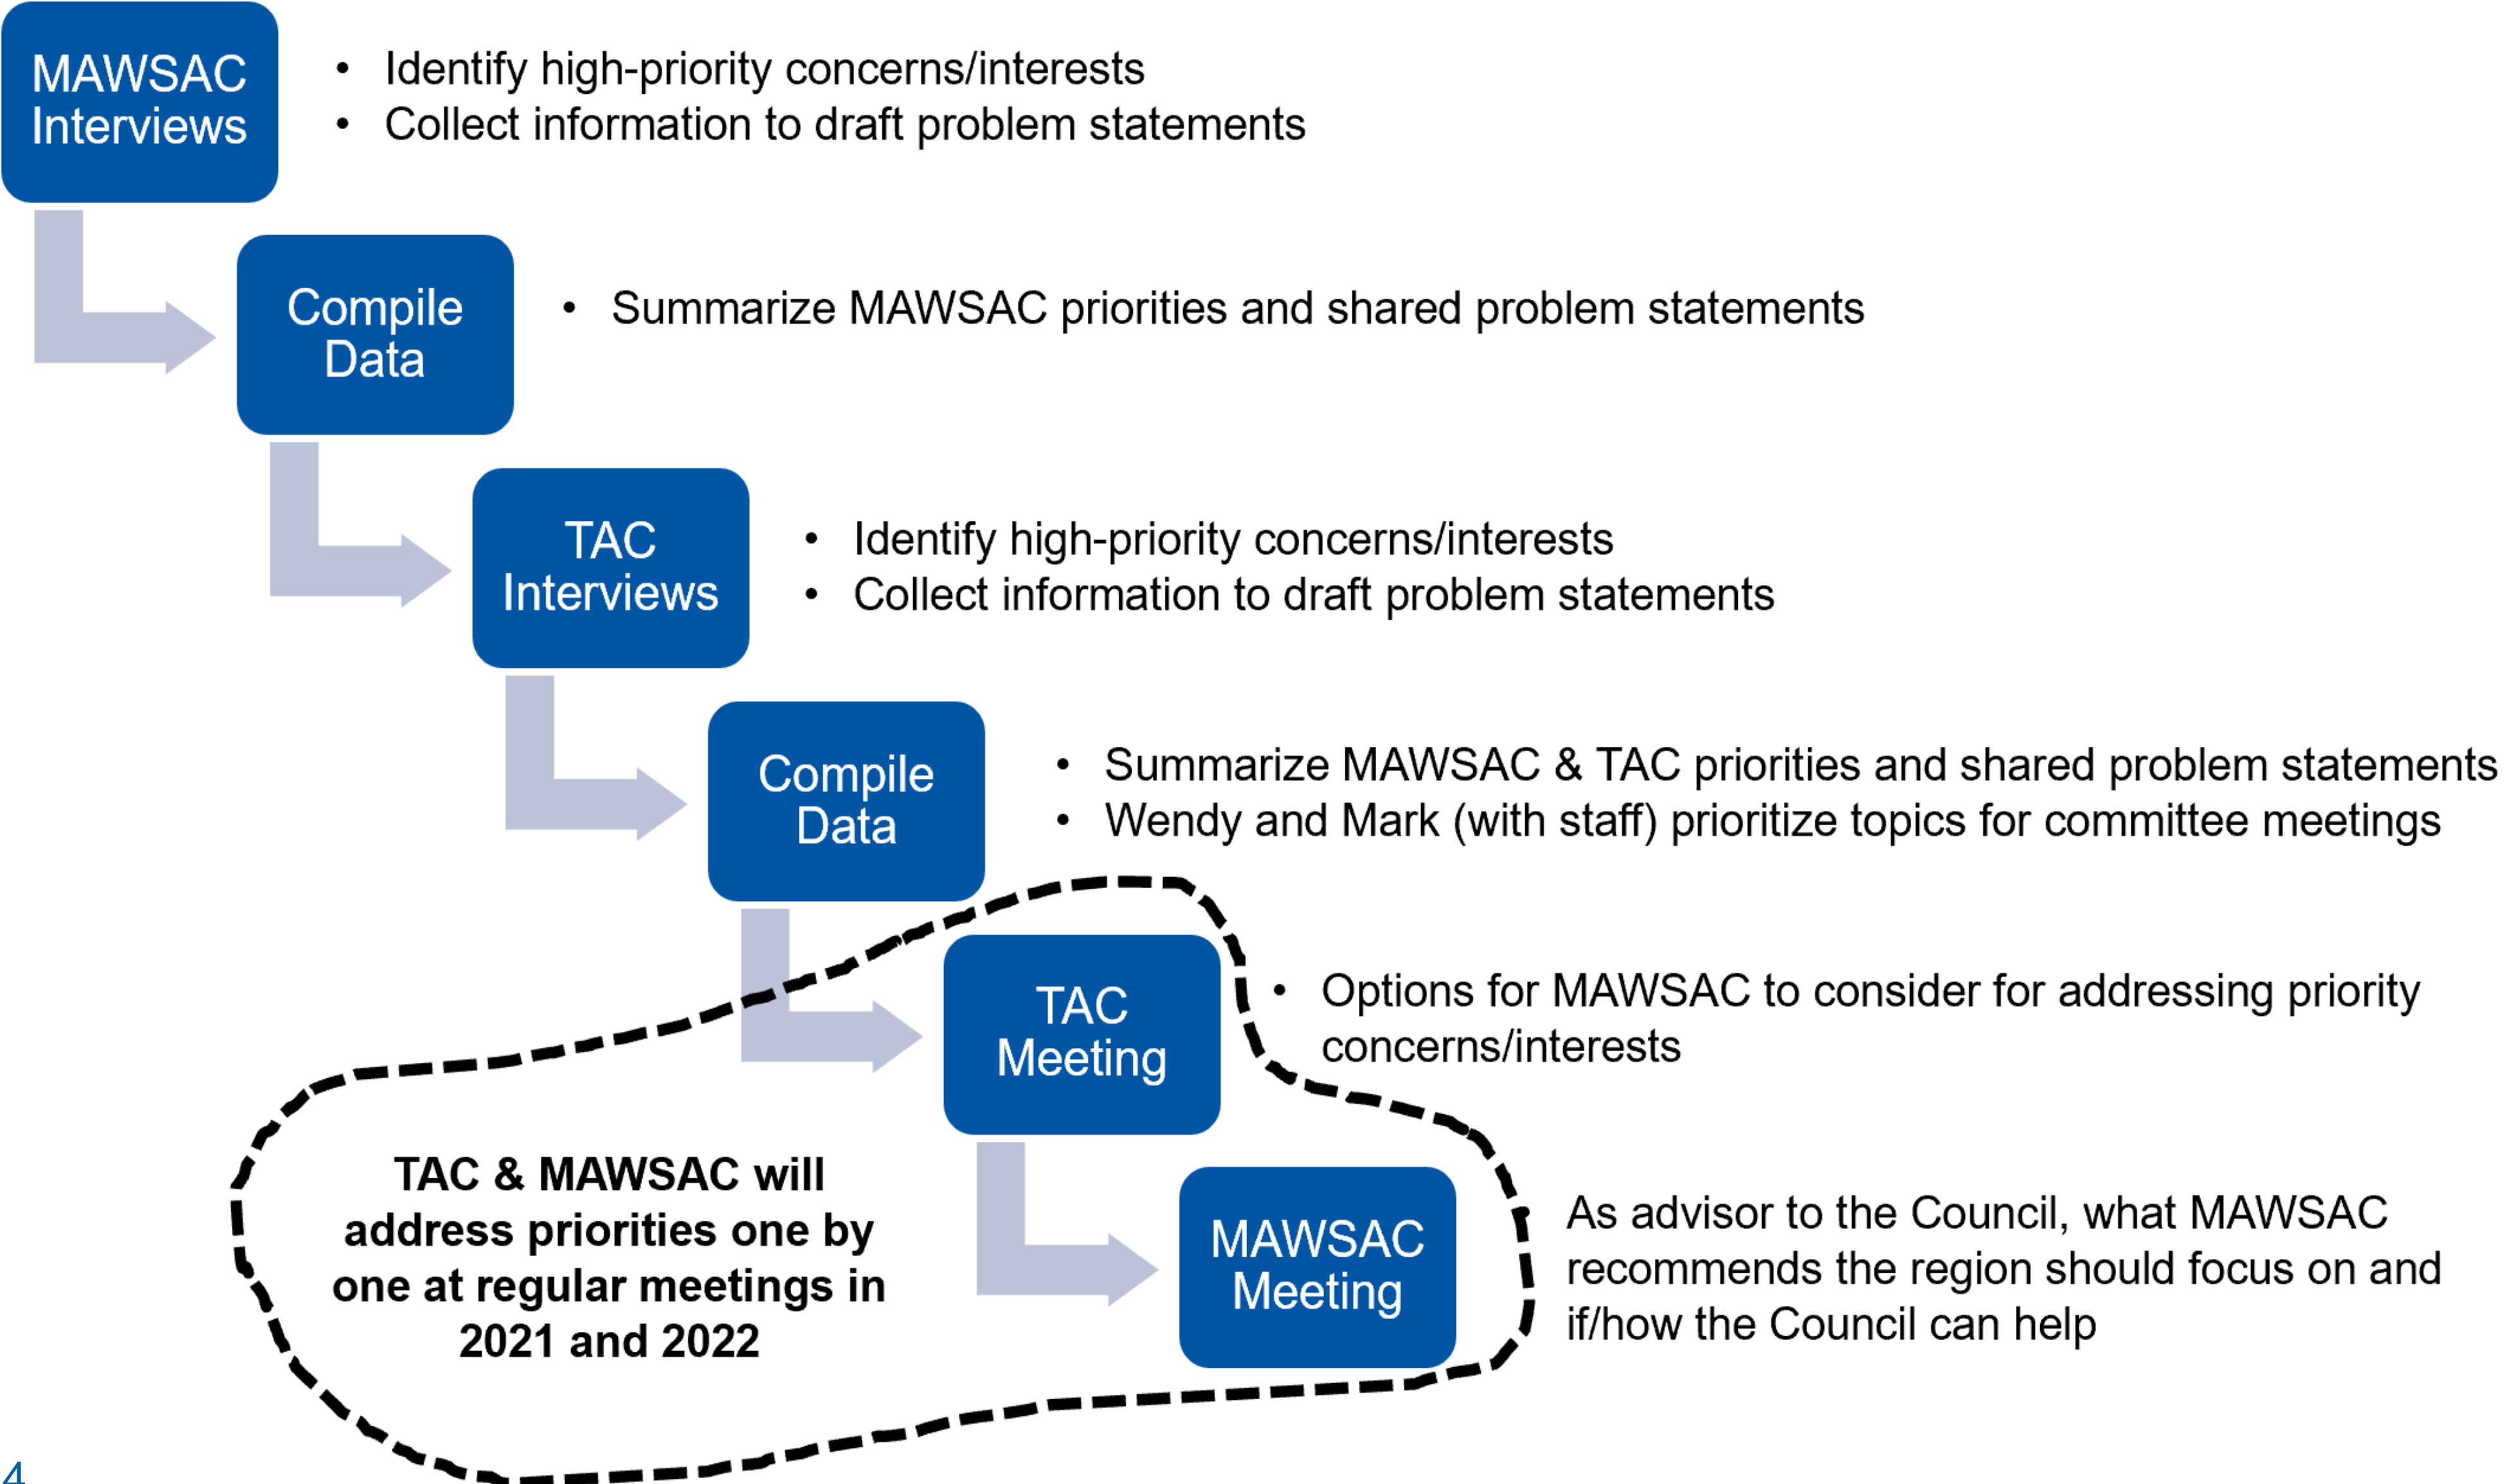 MAWSAC
Interviews
• Identify high-priority concerns/interests
• Collect information to draft problem statements
Compile
Data
• Summarize MAWSAC priorities and shared problem statements
TAC
Interviews
• Identify high-priority concerns/interests
• Collect information to draft problem statements
Compile
Data
• Summarize MAWSAC & TAC priorities and shared problem statements
• Wendy and Mark (with staff) prioritize topics for committee meetings
TAC
Meeting
• Options for MAWSAC to consider for addressing priority
concerns/interests
TAC & MAWSAC will
address priorities one by
one at regular meetings in
2021 and 2022
MAWSAC
Meeting
• As advisor to the Council, what MAWSAC
recommends the region should focus on and
if/how the Council can help
4